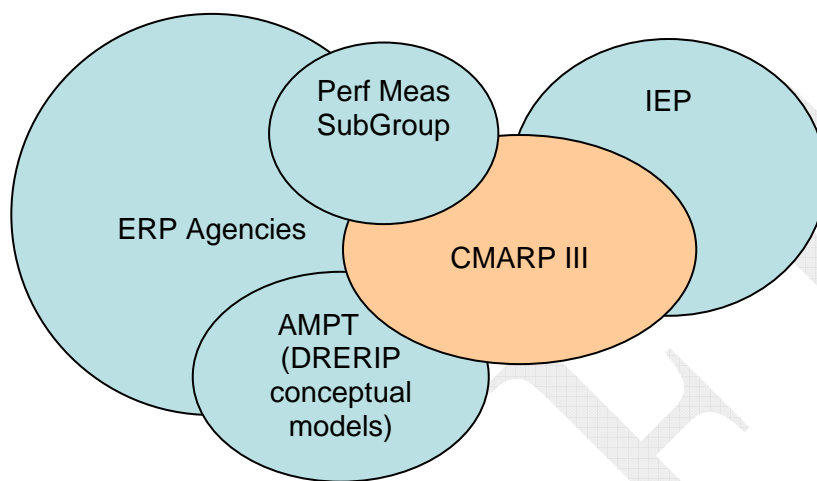 Perf Meas
SubGroup
IEP
ERP Agencies
CMARP III
AMPT
(DRERIP
conceptual
models)